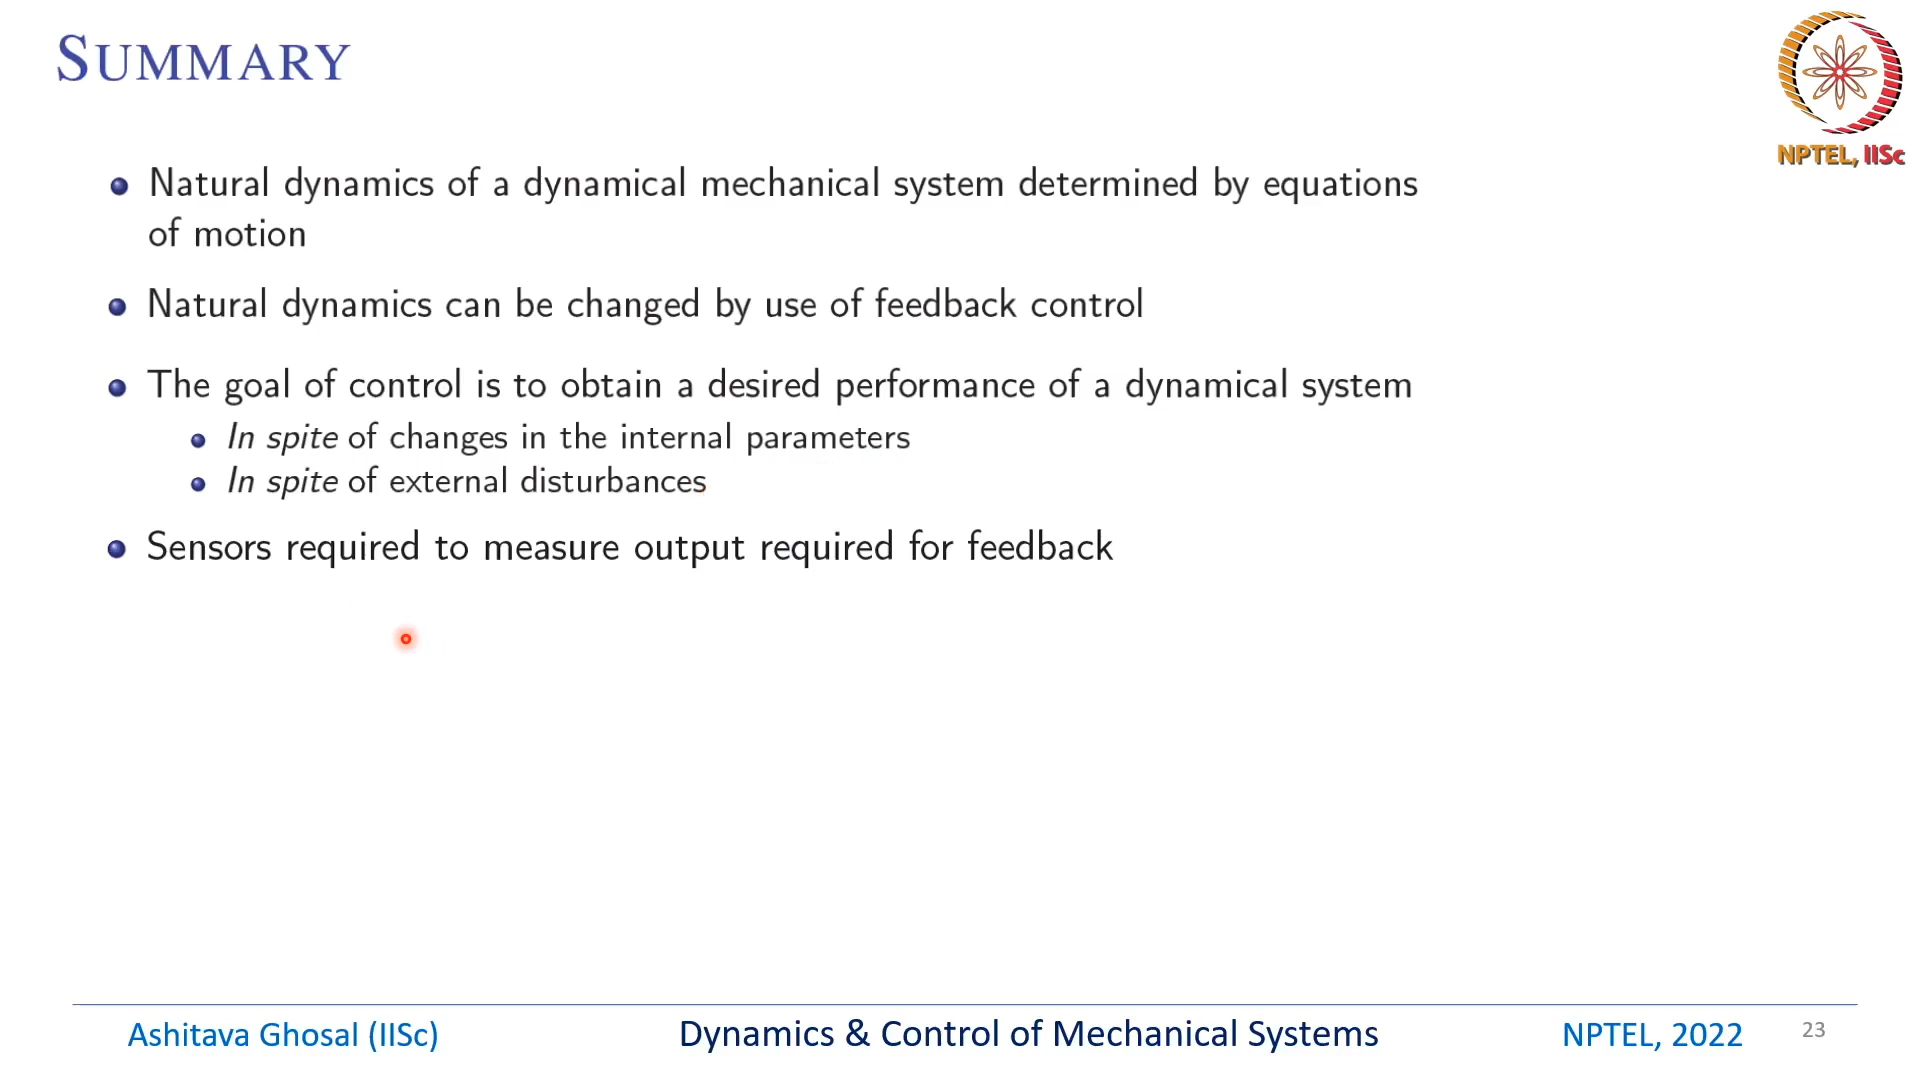 SUMMARY
NPTEL, IISc
Natural dynamics of a dynamical mechanical system determined by equations
of motion
Natural dynamics can be changed by use of feedback control
The goal of control is to obtain a desired performance of a dynamical system
In spite of changes in the internal parameters
In spite of external disturbances
Sensors required to measure output required for feedback
Ashitava Ghosal (IISc) Dynamics & Control of Mechanical Systems NPTEL, 2022 23